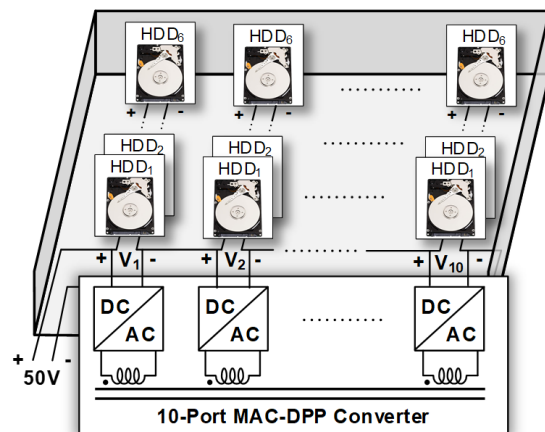 HDD₆ HDD₆ HDD₆
+ - + - + -
HDD₂ HDD₂
HDD₁ HDD₁ HDD₁
+ V₁ - + V₂ - + V₁₀ -
DC DC DC
AC AC AC
+ -
50V
10-Port MAC-DPP Converter